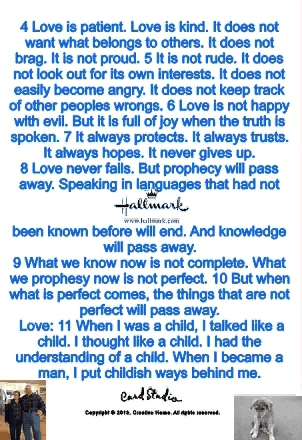 4 Love is patient. Love is kind. It does not
want what belongs to others. It does not
brag. It is not proud. 5 It is not rude. It does
not look out for its own interests. It does not
easily become angry. It does not keep track
of other peoples wrongs. 6 Love is not happy
with evil. But it is full of joy when the truth is
spoken. 7 It always protects. It always trusts.
It always hopes. It never gives up.
8 Love never fails. But prophecy will pass
away. Speaking in languages that had not
Hallmark
www.hallmark.com
been known before will end. And knowledge
will pass away.
9 What we know now is not complete. What
we prophesy now is not perfect. 10 But when
what is perfect comes, the things that are not
perfect will pass away.
Love: 11 When I was a child, I talked like a
child. I thought like a child. I had the
understanding of a child. When I became a
man, I put childish ways behind me.
Card Studio
Copyright © 2013, Creative Home. All rights reserved.